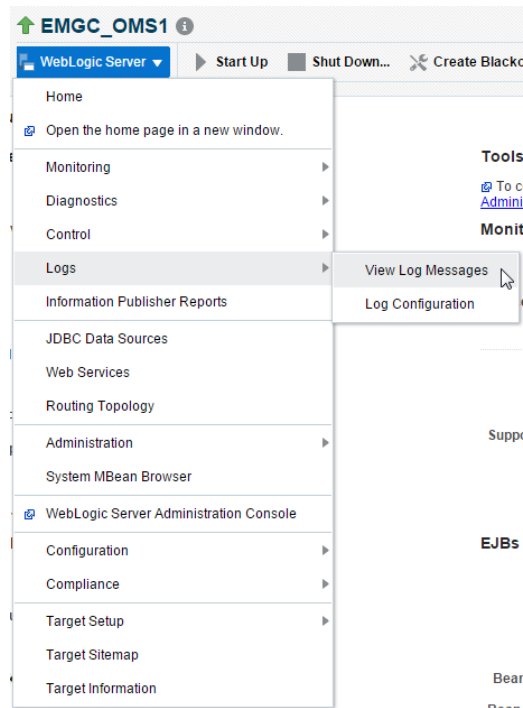 EMGC_OMS1
WebLogic Server Start Up Shut Down... Create Blacko
Home
Open the home page in a new window.
Monitoring
Diagnostics
Control
Logs
Information Publisher Reports
JDBC Data Sources
Web Services
Routing Topology
Administration
System MBean Browser
WebLogic Server Administration Console
Configuration
Compliance
Target Setup
Target Sitemap
Target Information
View Log Messages
Log Configuration
Tools
To c
Admini
Monit
Suppo
EJBs
Bear